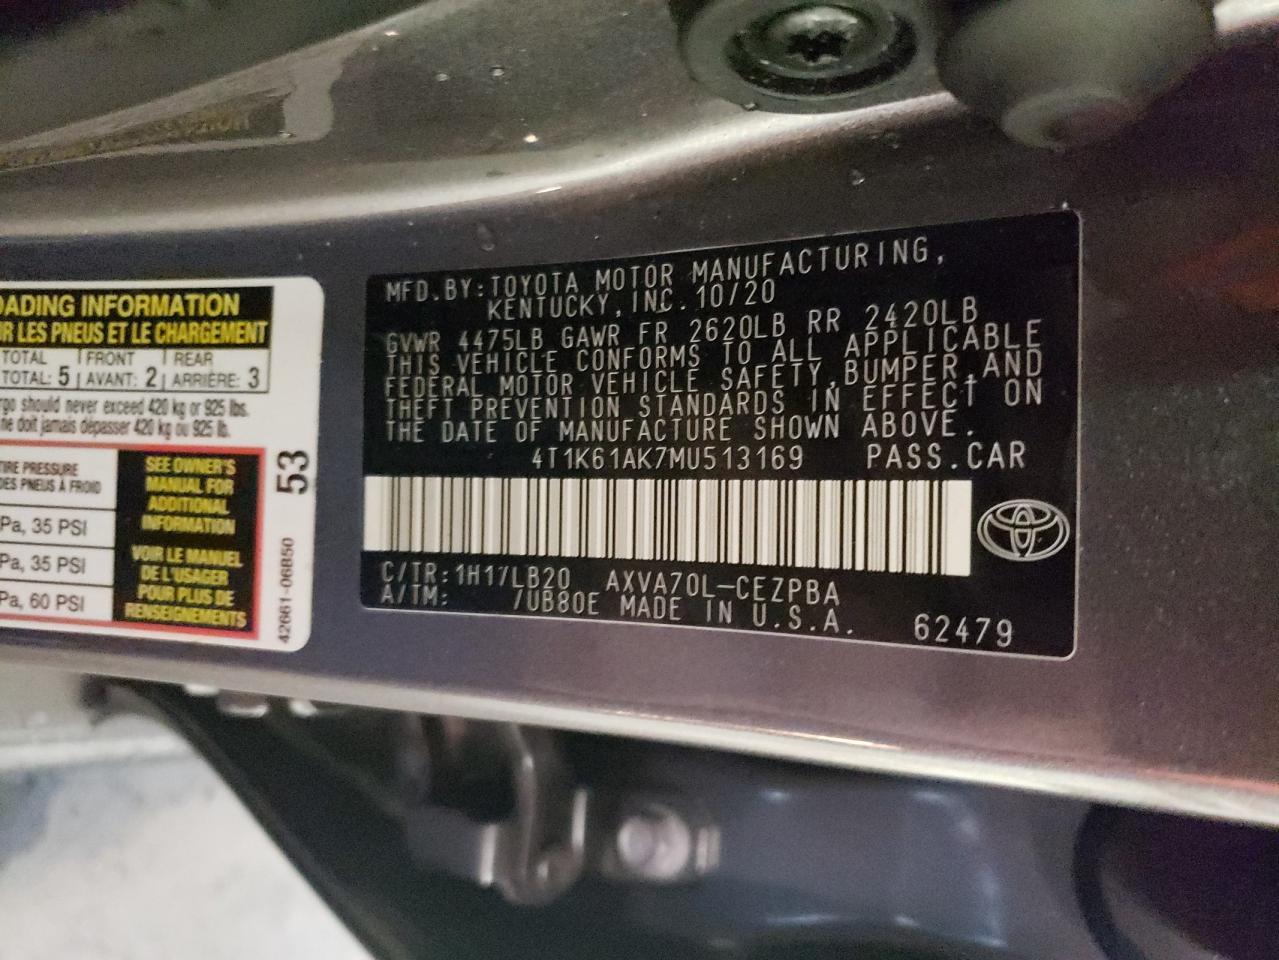 OADING INFORMATION
R LES PNEUS ET LE CHARGEMENT
TOTAL FRONT REAR
TOTAL: 5 AVANT: 2 ARRIÈRE: 3
rgo should never exceed 420 kg or 925 lbs.
ne doit jamais dépasser 420 kg ou 925 lb.
TIRE PRESSURE
DES PNEUS À FROID
Pa, 35 PSI
Pa, 35 PSI
Pa, 60 PSI
SEE OWNER'S
MANUAL FOR
ADDITIONAL
INFORMATION
VOIR LE MANUEL
DE L'USAGER
POUR PLUS DE
RENSEIGNEMENTS
53
42661-06B50
MFD.BY:TOYOTA MOTOR MANUFACTURING,
KENTUCKY,INC.10/20
GVWR 4475LB GAWR FR 2620LB RR 2420LB
THIS VEHICLE CONFORMS TO ALL APPLICABLE
FEDERAL MOTOR VEHICLE SAFETY,BUMPER,AND
THEFT PREVENTION STANDARDS IN EFFECT ON
THE DATE OF MANUFACTURE SHOWN ABOVE.
4T1K61AK7MU513169 PASS.CAR
C/TR:1H17LB20 AXVA70L-CEZPBA
A/TM: /UB80E MADE IN U.S.A.
62479